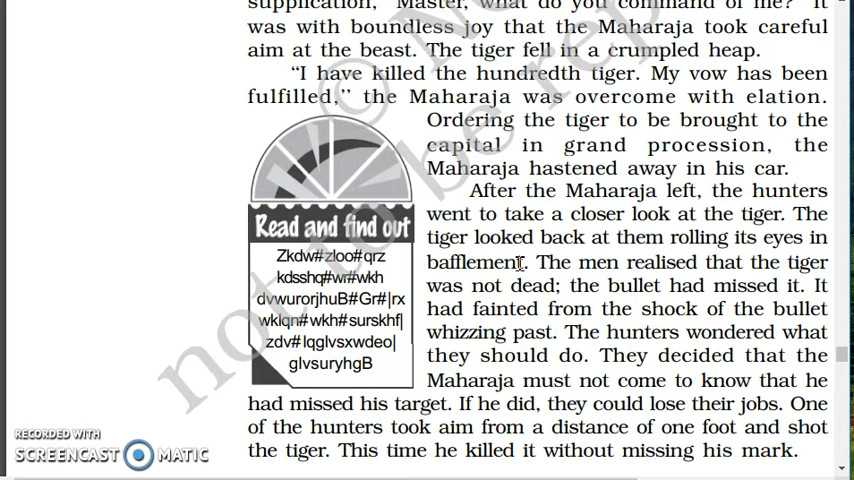 supplication, "Master, what do you command of me?" It
was with boundless joy that the Maharaja took careful
aim at the beast. The tiger fell in a crumpled heap.
"I have killed the hundredth tiger. My vow has been
fulfilled,'' the Maharaja was overcome with elation.
Ordering the tiger to be brought to the
capital in grand procession, the
Maharaja hastened away in his car.
After the Maharaja left, the hunters
went to take a closer look at the tiger. The
tiger looked back at them rolling its eyes in
bafflement. The men realised that the tiger
was not dead; the bullet had missed it. It
had fainted from the shock of the bullet
whizzing past. The hunters wondered what
they should do. They decided that the
Maharaja must not come to know that he
had missed his target. If he did, they could lose their jobs. One
of the hunters took aim from a distance of one foot and shot
the tiger. This time he killed it without missing his mark.
Read and find out
Zkdw#zloo#qrz
kdsshq#wr#wkh
dvwurorjhuB#Gr#|rx
wklqn#wkh#surskhf|
zdv#lqglvsxwdeo|
glvsuryhgB
not to be rep
© N
RECORDED WITH
SCREENCAST MATIC